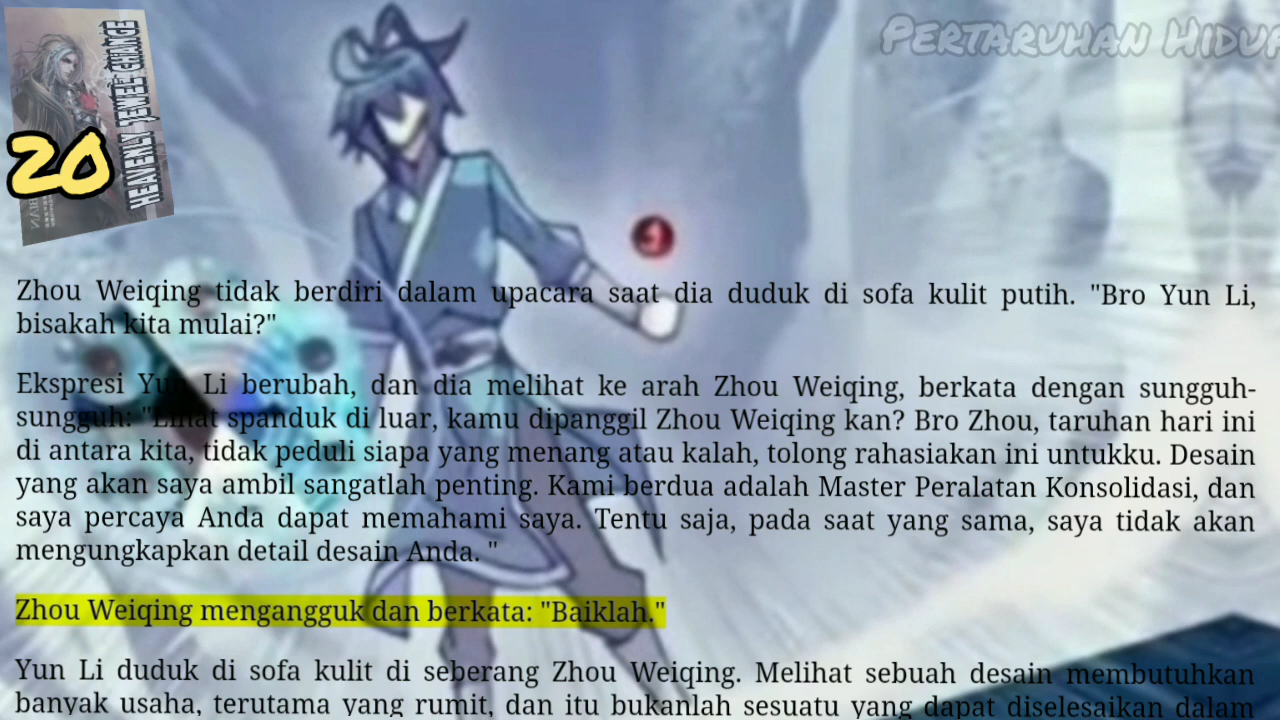 PERTARUHAN HIDUP
HEAVENLY JEWEL CHANGE
20
Zhou Weiqing tidak berdiri dalam upacara saat dia duduk di sofa kulit putih. "Bro Yun Li,
bisakah kita mulai?"
Ekspresi Yun Li berubah, dan dia melihat ke arah Zhou Weiqing, berkata dengan sungguh-
sungguh: "Lihat spanduk di luar, kamu dipanggil Zhou Weiqing kan? Bro Zhou, taruhan hari ini
di antara kita, tidak peduli siapa yang menang atau kalah, tolong rahasiakan ini untukku. Desain
yang akan saya ambil sangatlah penting. Kami berdua adalah Master Peralatan Konsolidasi, dan
saya percaya Anda dapat memahami saya. Tentu saja, pada saat yang sama, saya tidak akan
mengungkapkan detail desain Anda. "
Zhou Weiqing mengangguk dan berkata: "Baiklah."
Yun Li duduk di sofa kulit di seberang Zhou Weiqing. Melihat sebuah desain membutuhkan
banyak usaha, terutama yang rumit, dan itu bukanlah sesuatu yang dapat diselesaikan dalam